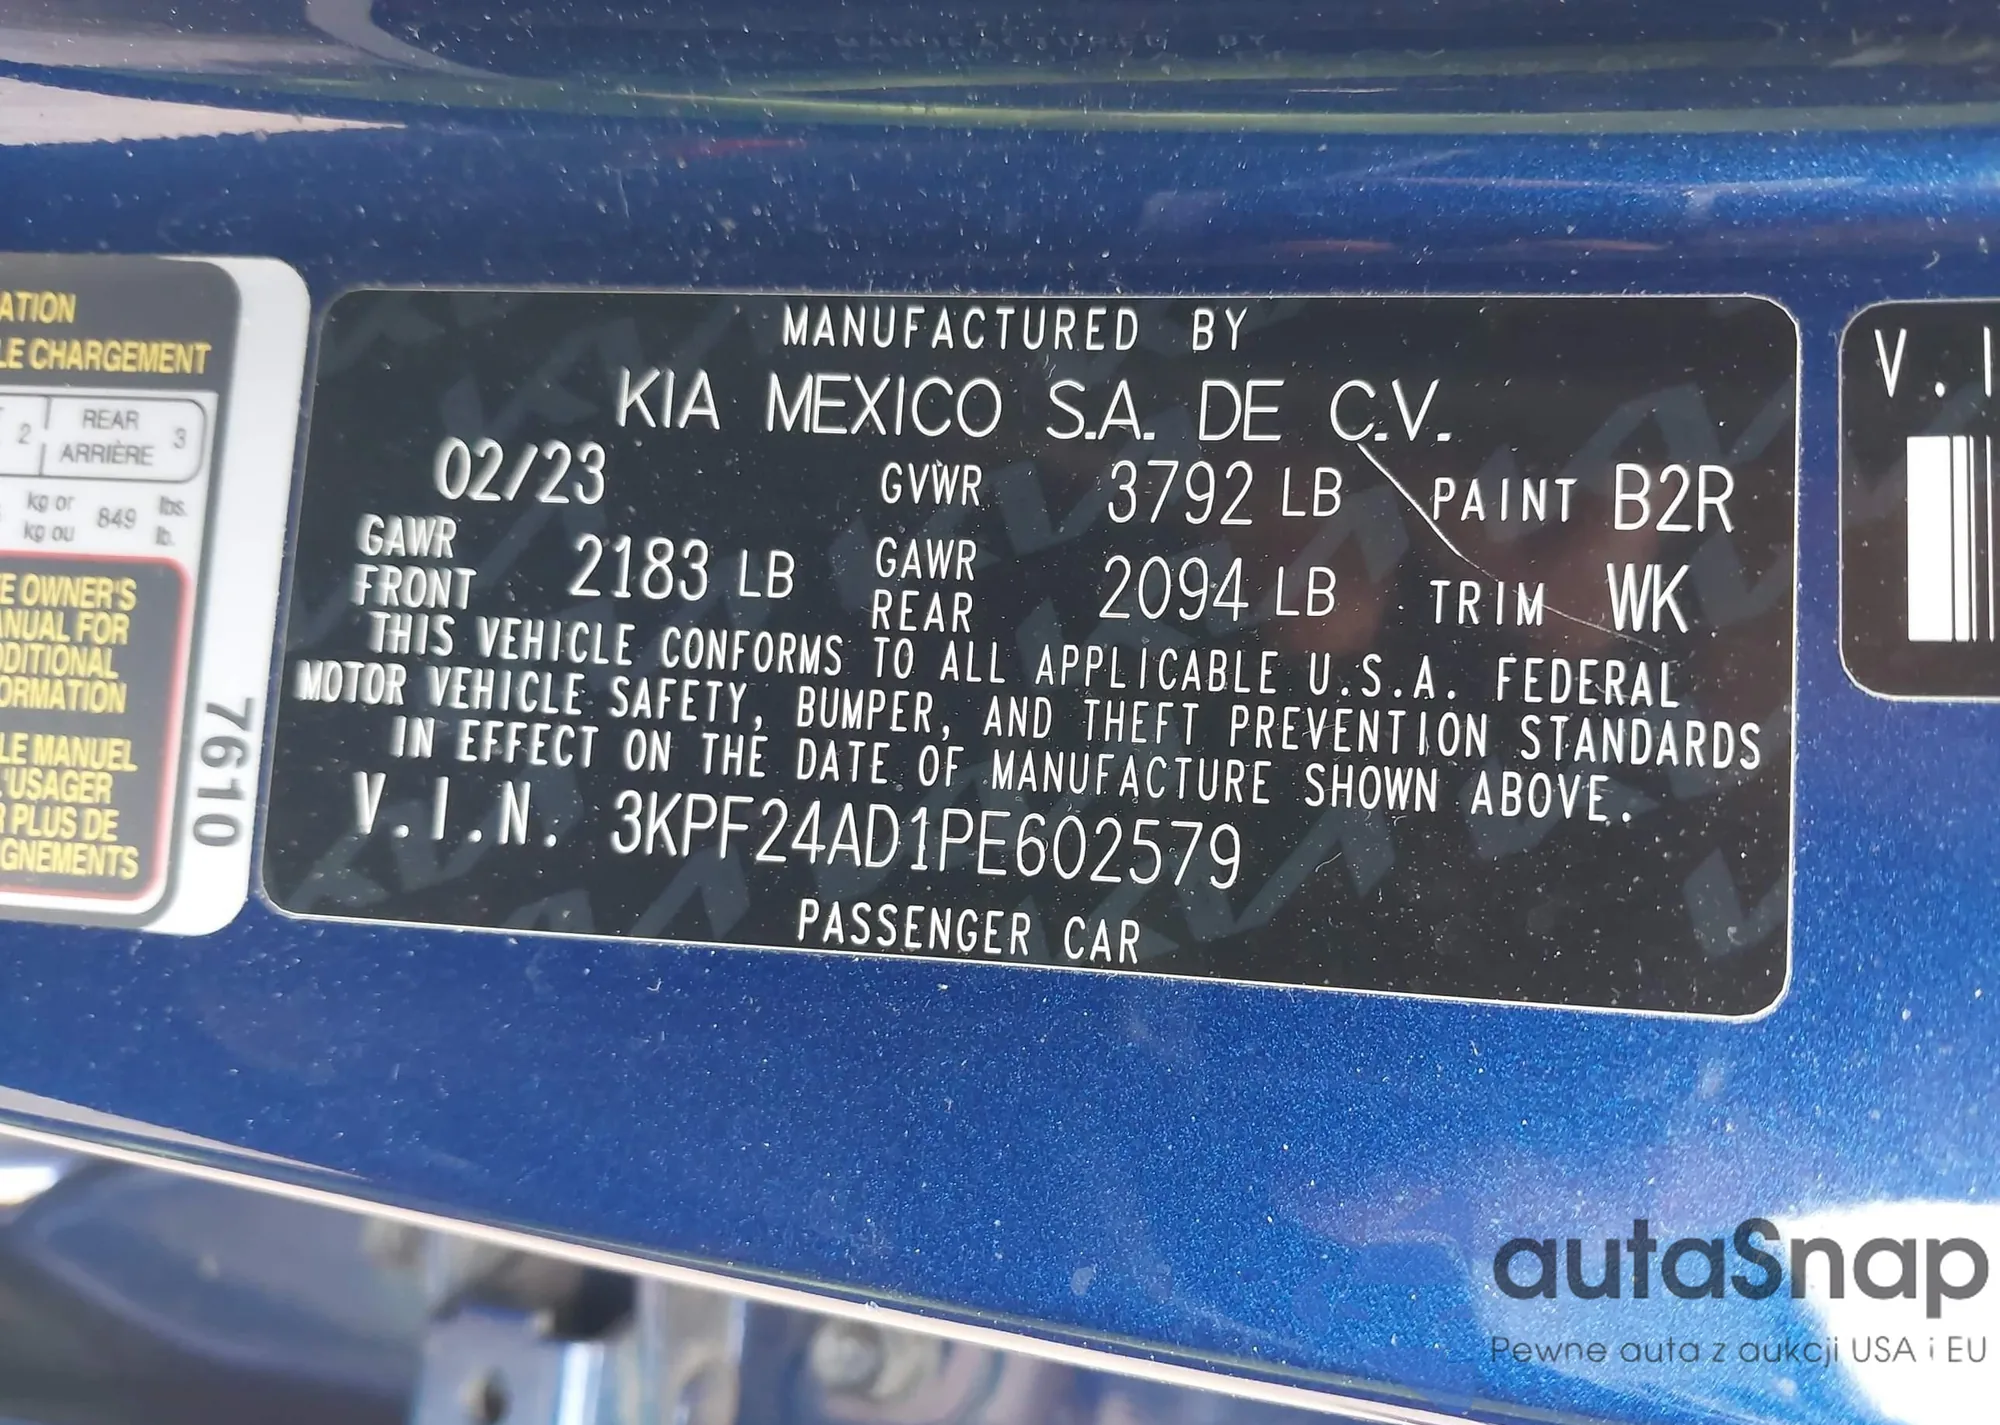 ATION
LE CHARGEMENT
2 REAR ARRIÈRE 3
kg or kg ou 849 lbs. lb.
E OWNER'S
ANUAL FOR
DDITIONAL
ORMATION
LE MANUEL
'USAGER
R PLUS DE
GNEMENTS
7610
MANUFACTURED BY
KIA MEXICO S.A. DE C.V.
02/23 GVWR 3792 LB PAINT B2R
GAWR FRONT 2183 LB GAWR REAR 2094 LB TRIM WK
THIS VEHICLE CONFORMS TO ALL APPLICABLE U.S.A. FEDERAL
MOTOR VEHICLE SAFETY, BUMPER, AND THEFT PREVENTION STANDARDS
IN EFFECT ON THE DATE OF MANUFACTURE SHOWN ABOVE.
V.I.N. 3KPF24AD1PE602579
PASSENGER CAR
V.I
autaSnap
Pewne auta z aukcji USA i EU